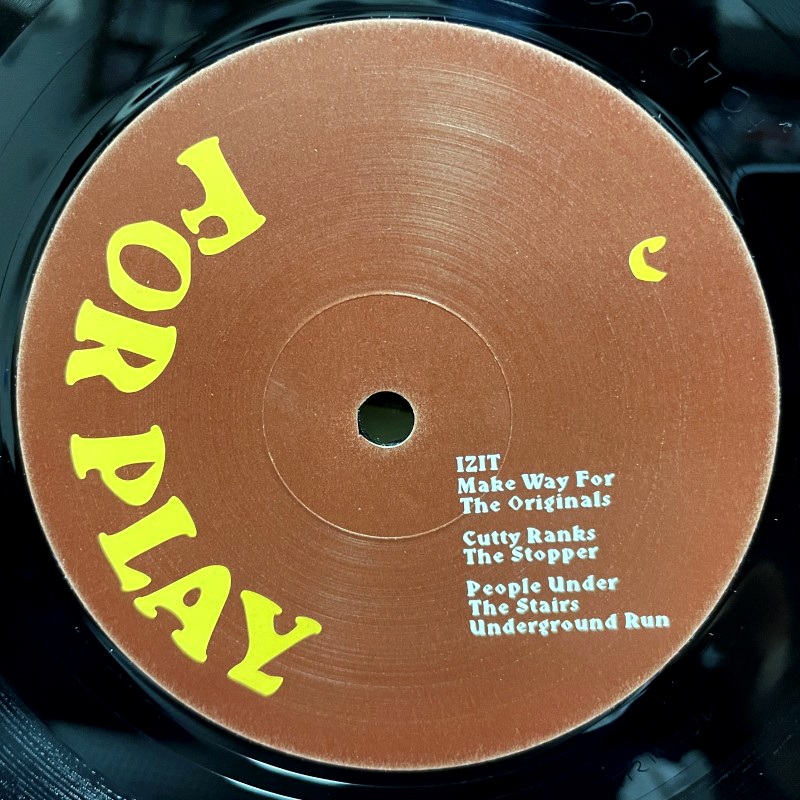 FOR PLAY
C
IZIT
Make Way For
The Originals
Cutty Ranks
The Stopper
People Under
The Stairs
Underground Run